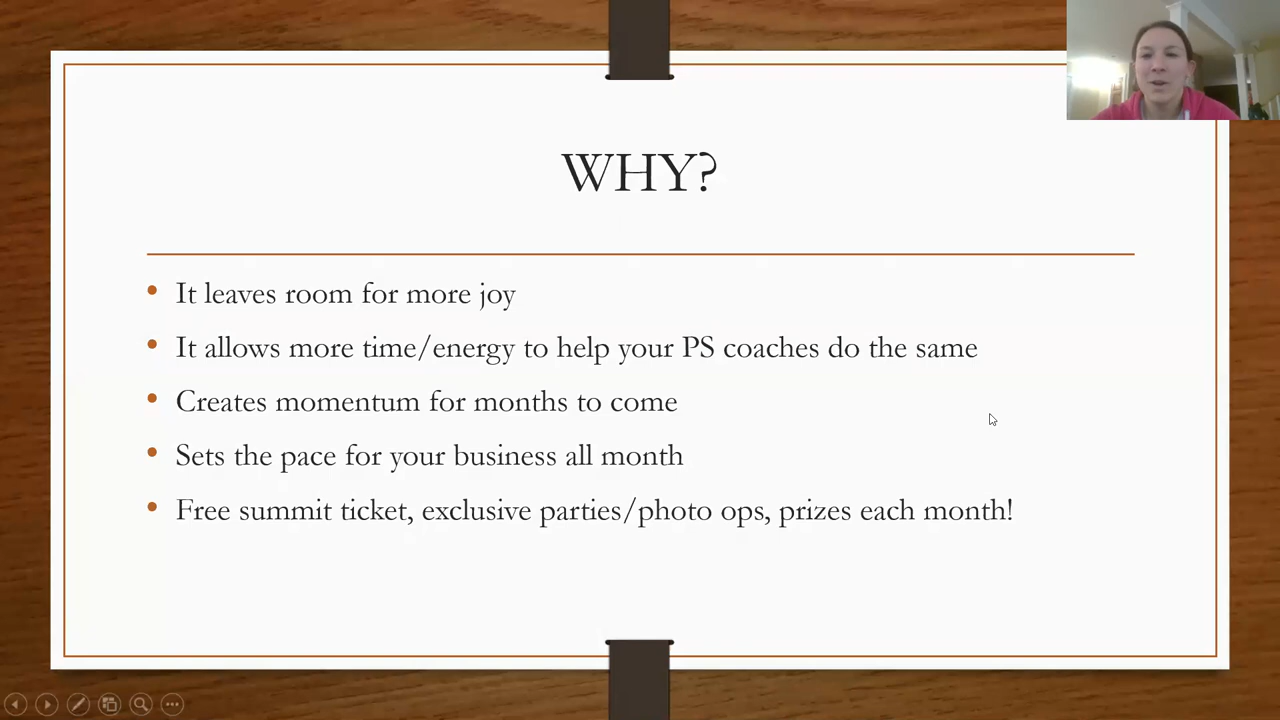 WHY?
It leaves room for more joy
It allows more time/energy to help your PS coaches do the same
Creates momentum for months to come
Sets the pace for your business all month
Free summit ticket, exclusive parties/photo ops, prizes each month!